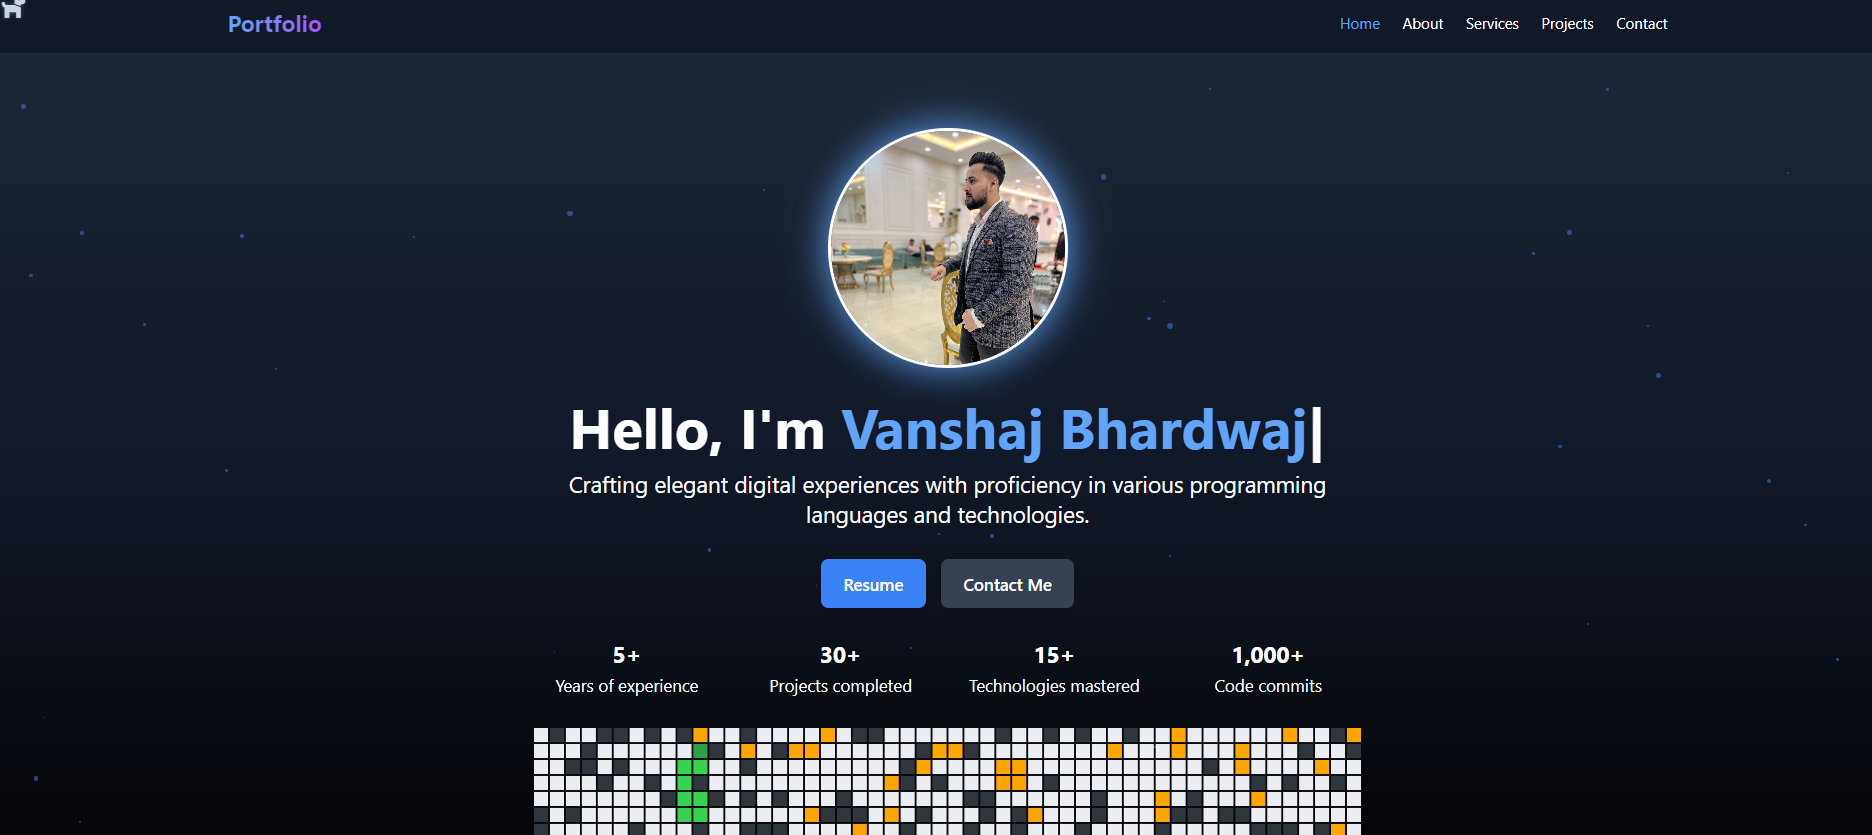 Portfolio
Home About Services Projects Contact
Hello, I'm Vanshaj Bhardwaj|
Crafting elegant digital experiences with proficiency in various programming
languages and technologies.
Resume Contact Me
5+ 30+ 15+ 1,000+
Years of experience Projects completed Technologies mastered Code commits